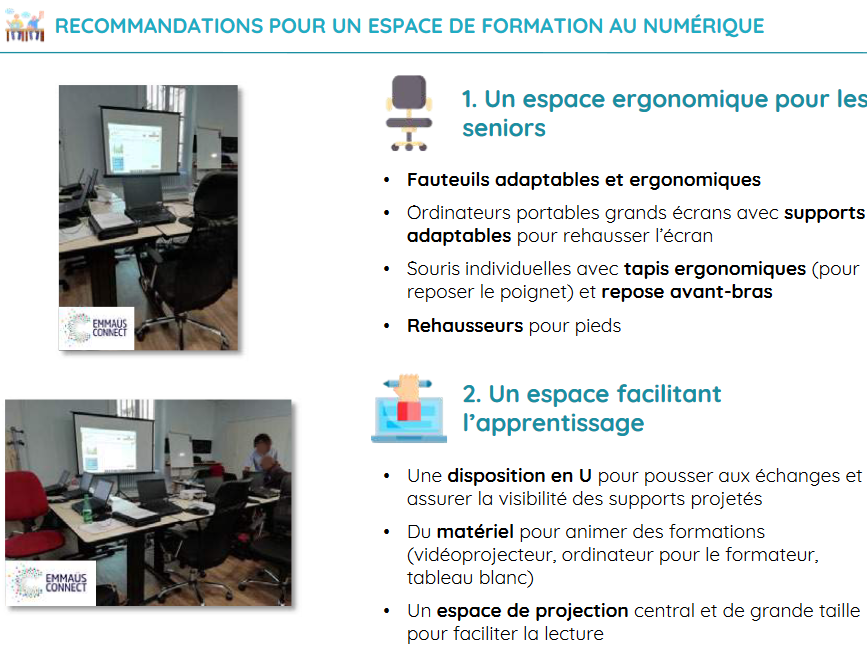 RECOMMANDATIONS POUR UN ESPACE DE FORMATION AU NUMÉRIQUE
1. Un espace ergonomique pour les
seniors
• Fauteuils adaptables et ergonomiques
• Ordinateurs portables grands écrans avec supports
adaptables pour rehausser l’écran
• Souris individuelles avec tapis ergonomiques (pour
reposer le poignet) et repose avant-bras
• Rehausseurs pour pieds
EMMAÜS
CONNECT
2. Un espace facilitant
l’apprentissage
• Une disposition en U pour pousser aux échanges et
assurer la visibilité des supports projetés
• Du matériel pour animer des formations
(vidéoprojecteur, ordinateur pour le formateur,
tableau blanc)
• Un espace de projection central et de grande taille
pour faciliter la lecture
EMMAÜS
CONNECT